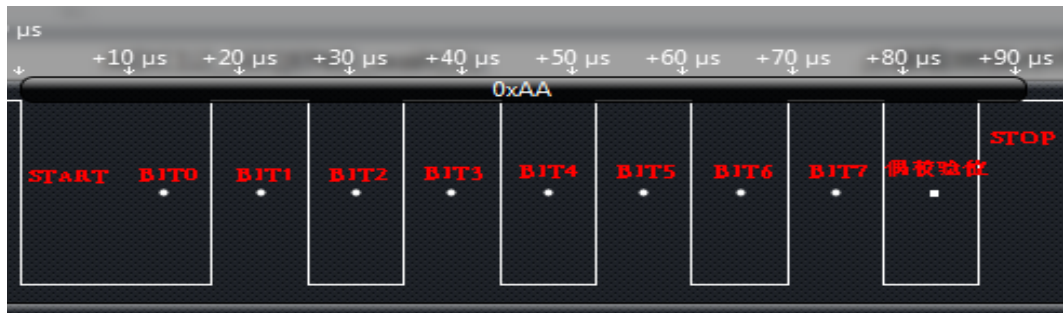 μs
+10 μs +20 μs +30 μs +40 μs +50 μs +60 μs +70 μs +80 μs +90 μs
0xAA
STOP
START BIT0 BIT1 BIT2 BIT3 BIT4 BIT5 BIT6 BIT7 偶校验位